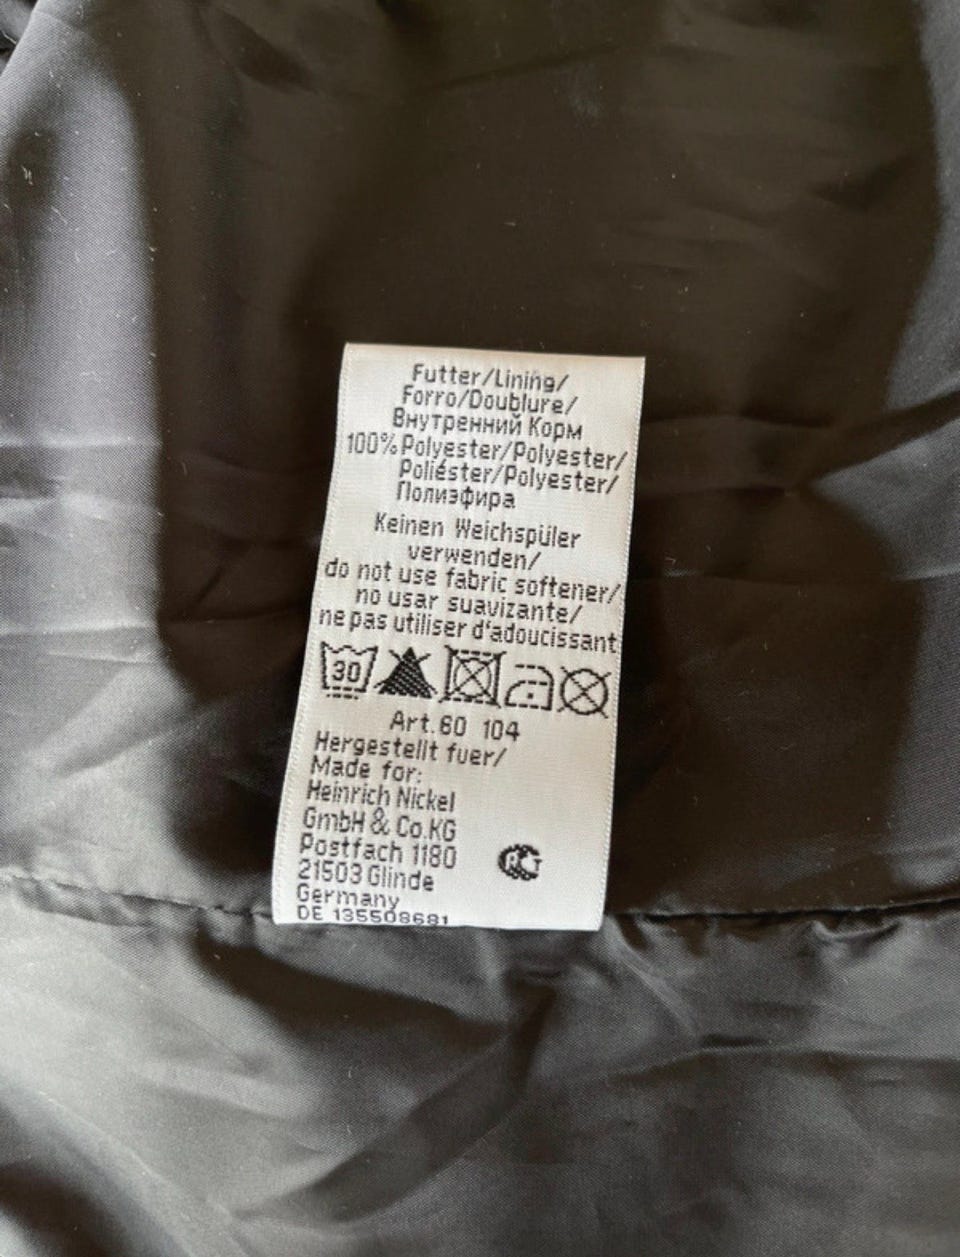 Futter/Lining/
Forro/Doublure/
Внутренний Корм
100% Polyester/Polyester/
Poliéster/Polyester/
Полиэфира
Keinen Weichspüler
verwenden/
do not use fabric softener/
no usar suavizante/
ne pas utiliser d'adoucissant
30
Art.60 104
Hergestellt fuer/
Made for:
Heinrich Nickel
GmbH & Co.KG
Postfach 1180
21503 Glinde
Germany
DE 135508681